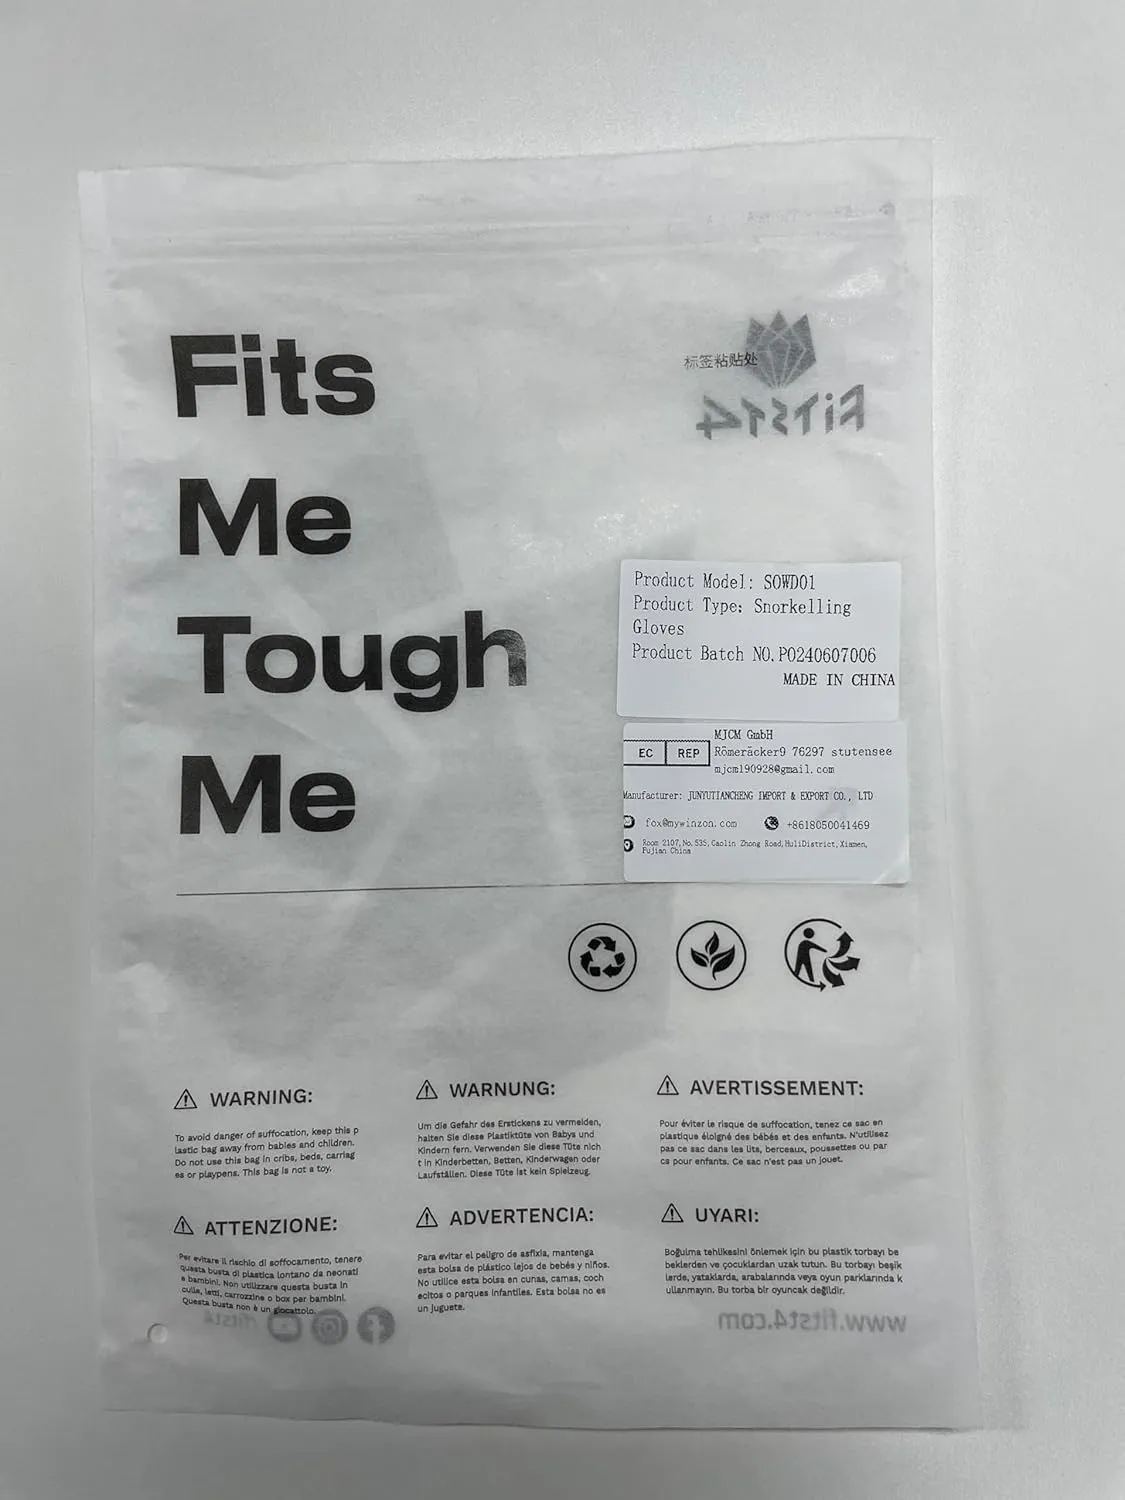 Fits
Me
Tough
Me
标签粘贴处
FiTST4
Product Model: SOWD01
Product Type: Snorkelling
Gloves
Product Batch NO.PO240607006
MADE IN CHINA
EC REP
MJCM GmbH
Römeräcker9 76297 stutensee
mjcm190928@gmail.com
Manufacturer: JUNYUTIANCHENG IMPORT & EXPORT CO., LTD
fox@mywinzon.com
+8618050041469
Room 2107,No.535,Gaolin Zhong Road,HuliDistrict,Xiamen,
Fujian China
WARNING:
To avoid danger of suffocation, keep this p
lastic bag away from babies and children.
Do not use this bag in cribs, beds, carriag
es or playpens. This bag is not a toy.
WARNUNG:
Um die Gefahr des Erstickens zu vermeiden,
halten Sie diese Plastiktüte von Babys und
Kindern fern. Verwenden Sie diese Tüte nich
t in Kinderbetten, Betten, Kinderwagen oder
Laufställen. Diese Tüte ist kein Spielzeug.
AVERTISSEMENT:
Pour éviter le risque de suffocation, tenez ce sac en
plastique éloigné des bébés et des enfants. N'utilisez
pas ce sac dans les lits, berceaux, poussettes ou par
cs pour enfants. Ce sac n'est pas un jouet.
ATTENZIONE:
Per evitare il rischio di soffocamento, tenere
questa busta di plastica lontano da neonati
e bambini. Non utilizzare questa busta in
culle, letti, carrozzine o box per bambini.
Questa busta non è un giocattolo.
ADVERTENCIA:
Para evitar el peligro de asfixia, mantenga
esta bolsa de plástico lejos de bebés y niños.
No utilice esta bolsa en cunas, camas, coch
ecitos o parques infantiles. Esta bolsa no es
un juguete.
UYARI:
Boğulma tehlikesini önlemek için bu plastik torbayı be
beklerden ve çocuklardan uzak tutun. Bu torbayı beşik
lerde, yataklarda, arabalarında veya oyun parklarında k
ullanmayın. Bu torba bir oyuncak değildir.
/fitst4
www.fitst4.com